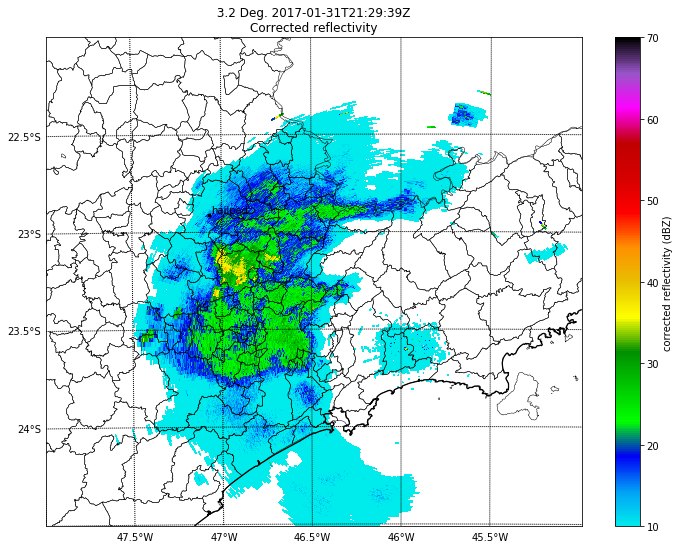 3.2 Deg. 2017-01-31T21:29:39Z
Corrected reflectivity
22.5°S
23°S
23.5°S
24°S
47.5°W
47°W
46.5°W
46°W
45.5°W
70
60
50
40
30
20
10
corrected reflectivity (dBZ)